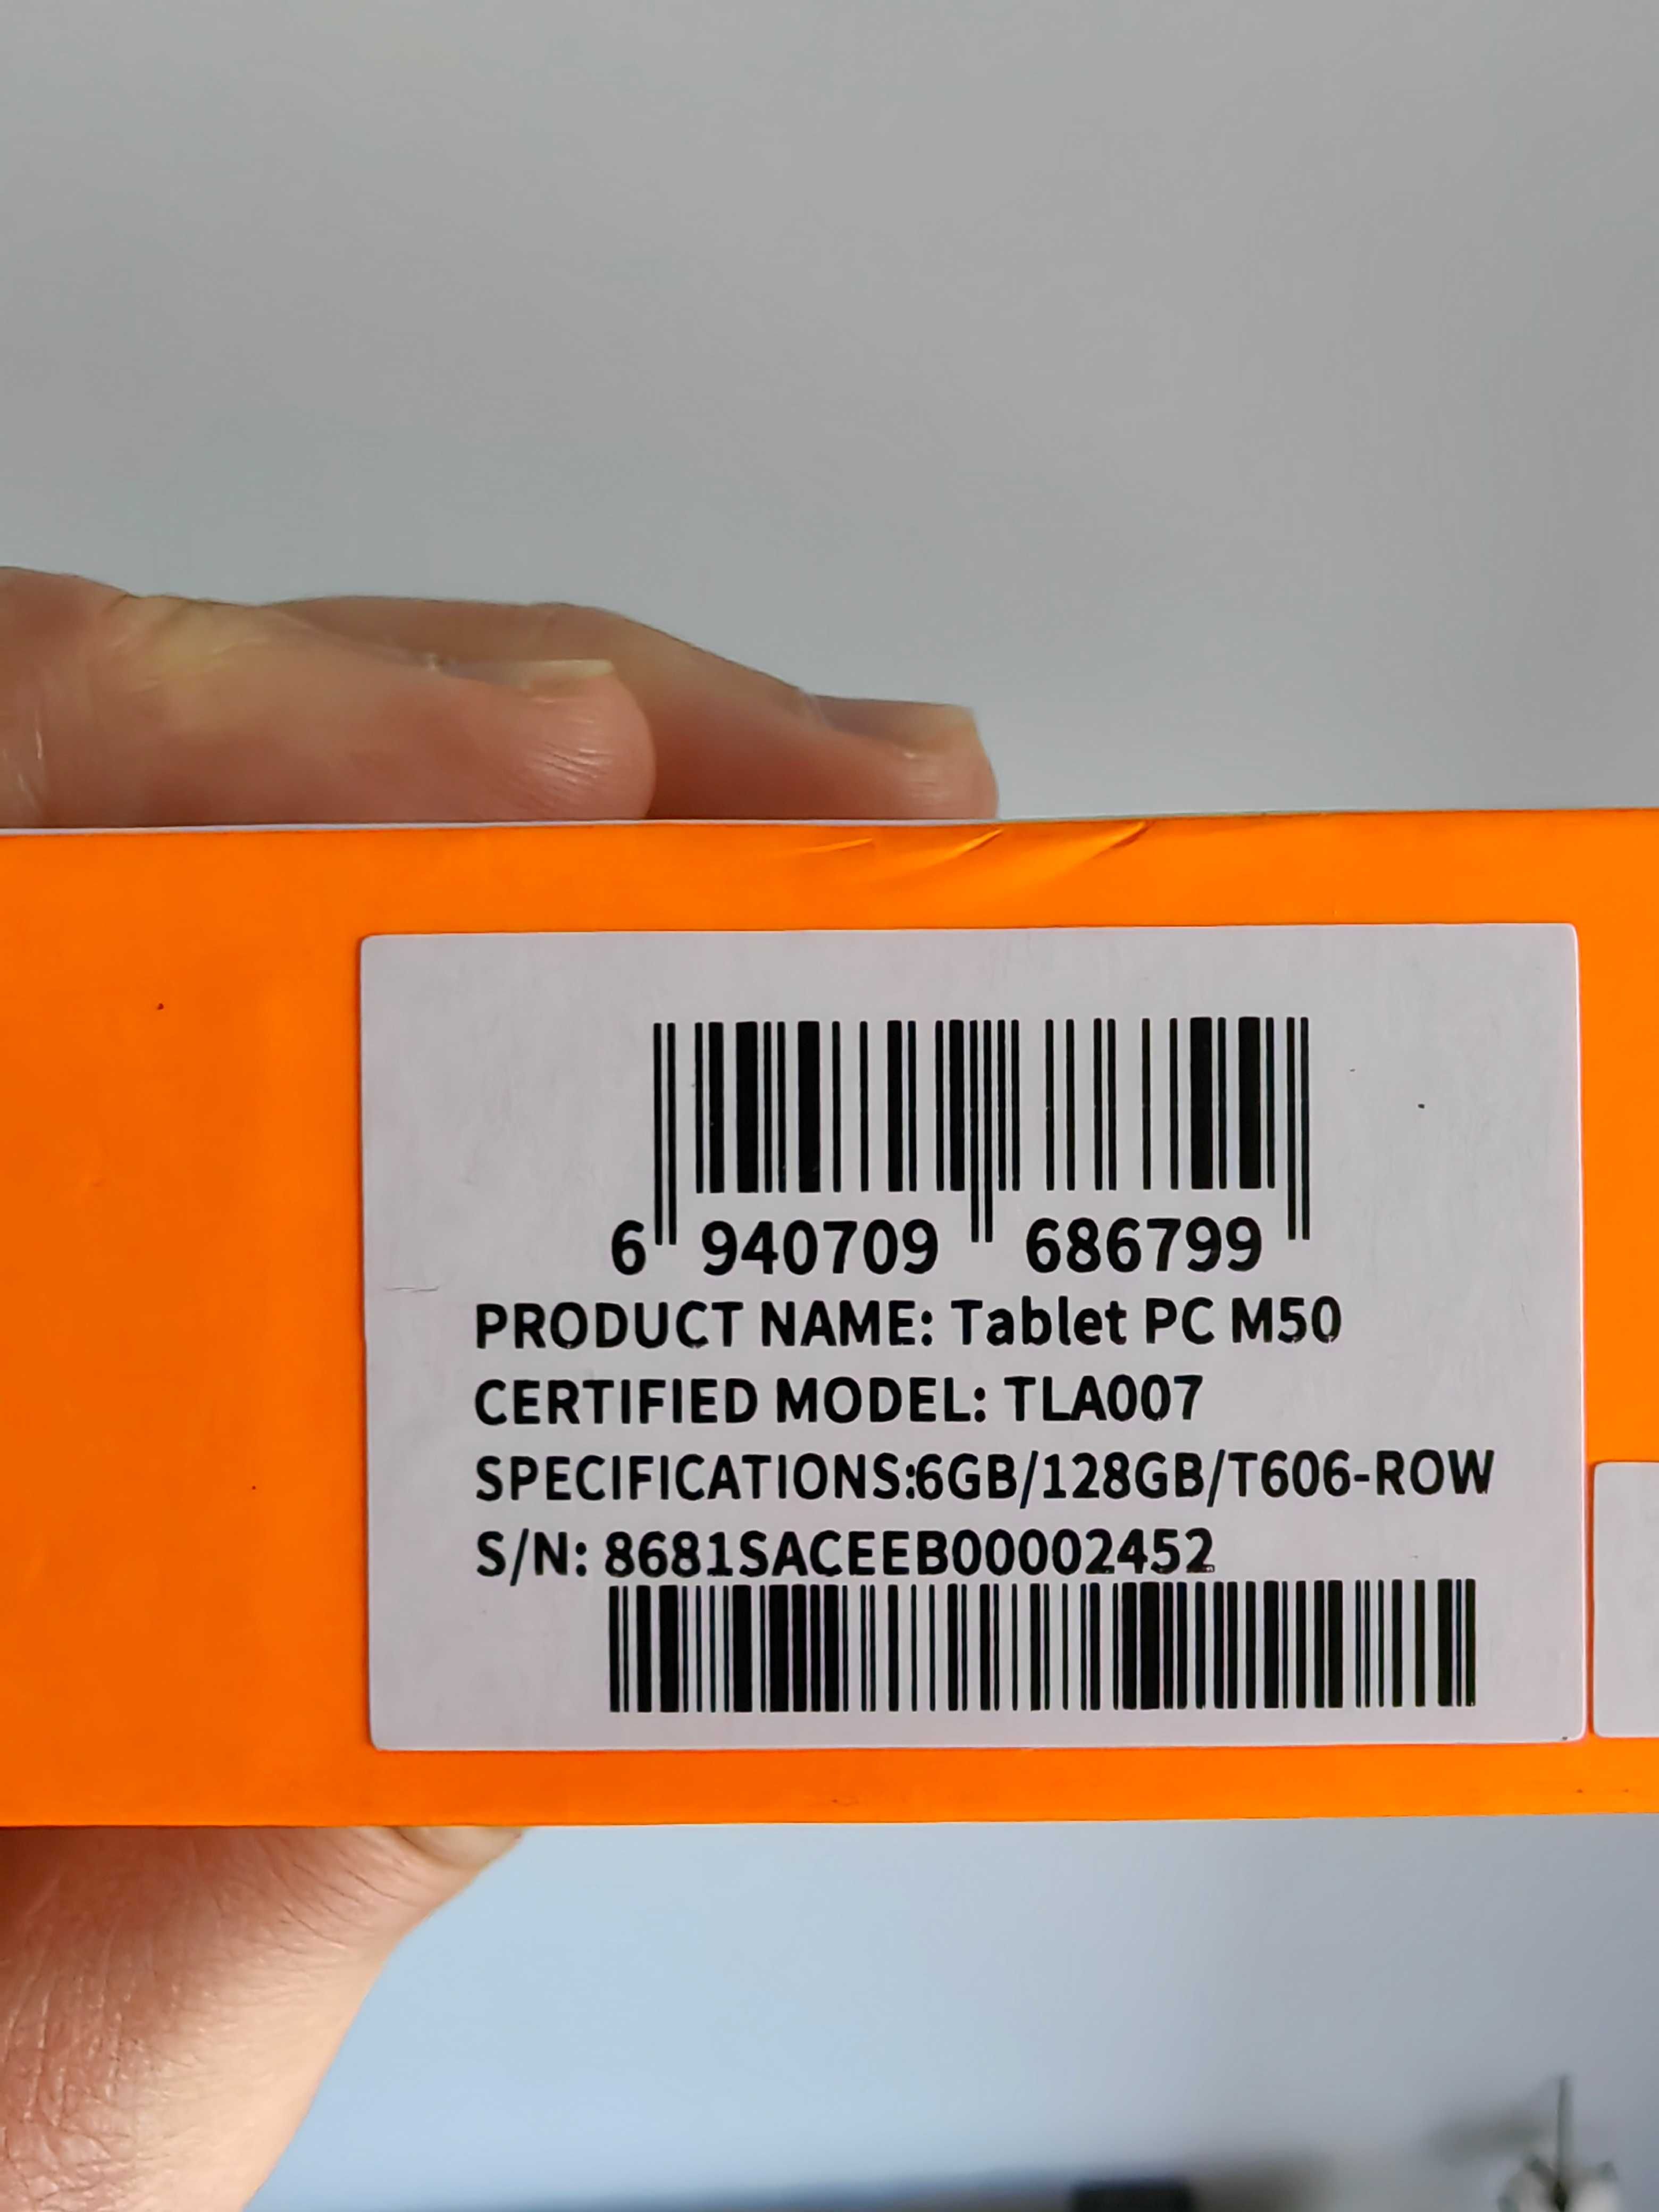 6 940709 686799
PRODUCT NAME: Tablet PC M50
CERTIFIED MODEL: TLA007
SPECIFICATIONS:6GB/128GB/T606-ROW
S/N: 8681SACEEB00002452